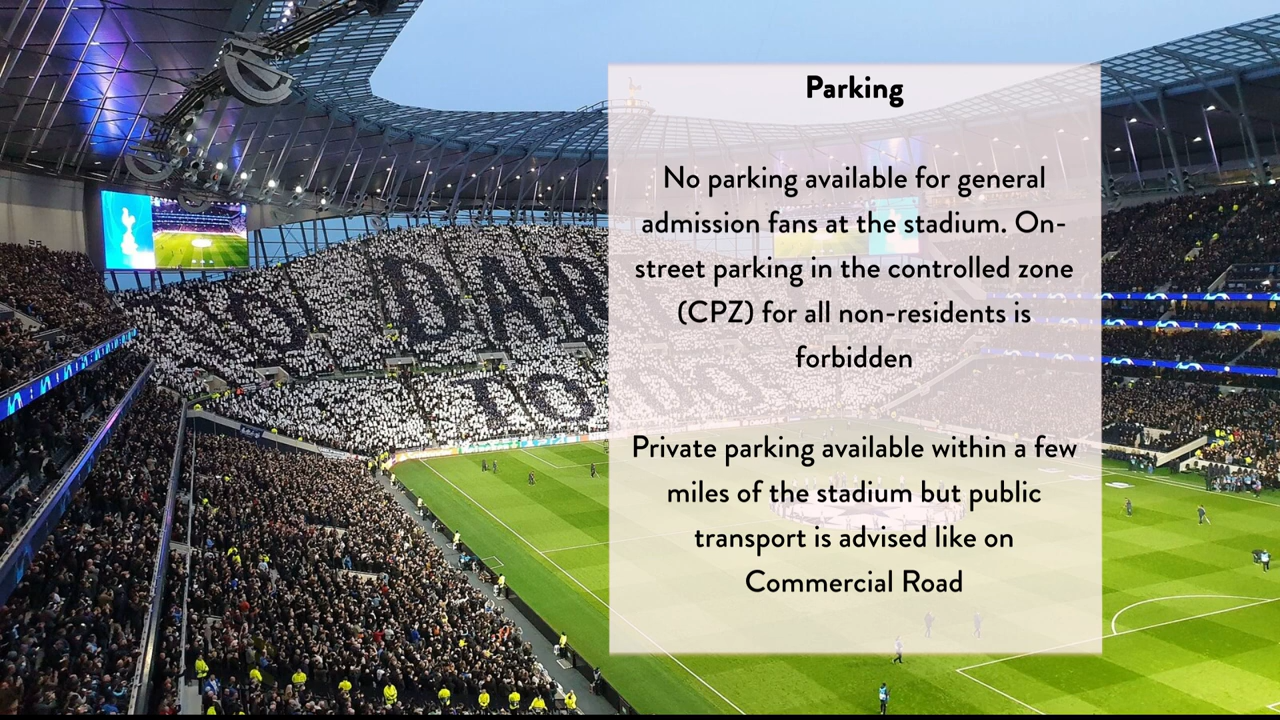 Parking
No parking available for general
admission fans at the stadium. On-
street parking in the controlled zone
(CPZ) for all non-residents is
forbidden
Private parking available within a few
miles of the stadium but public
transport is advised like on
Commercial Road
DAR
TO